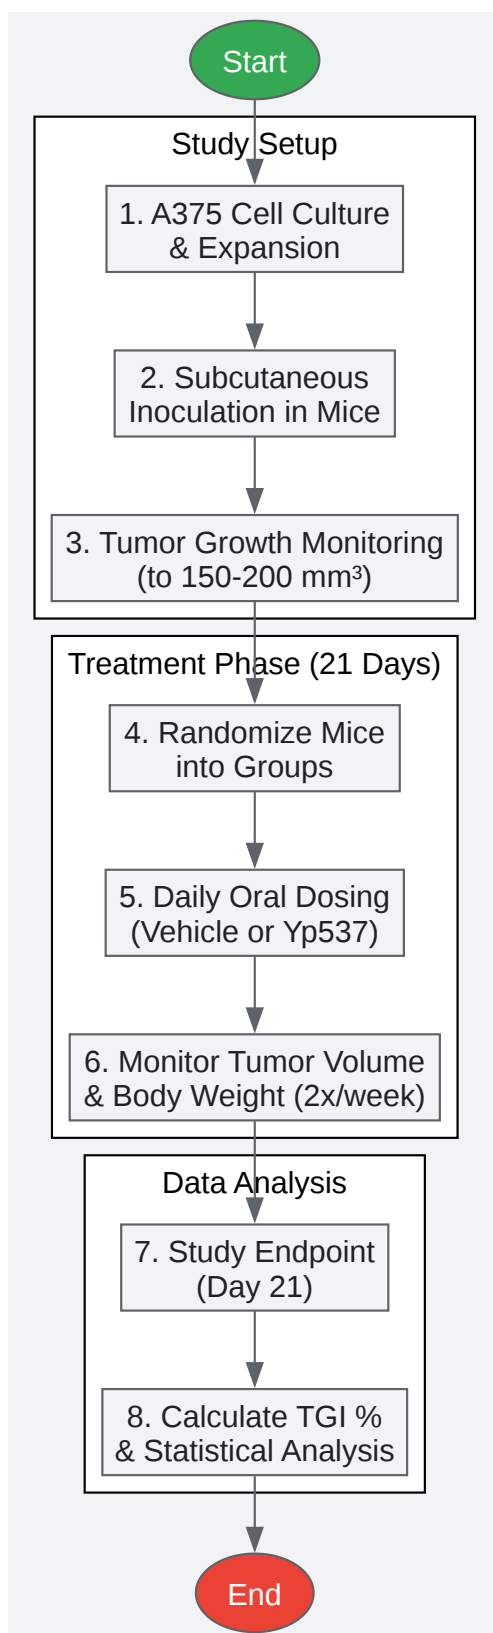 Start
Study Setup
1. A375 Cell Culture
& Expansion
2. Subcutaneous
Inoculation in Mice
3. Tumor Growth Monitoring
(to 150-200 mm³)
Treatment Phase (21 Days)
4. Randomize Mice
into Groups
5. Daily Oral Dosing
(Vehicle or Yp537)
6. Monitor Tumor Volume
& Body Weight (2x/week)
Data Analysis
7. Study Endpoint
(Day 21)
8. Calculate TGI %
& Statistical Analysis
End